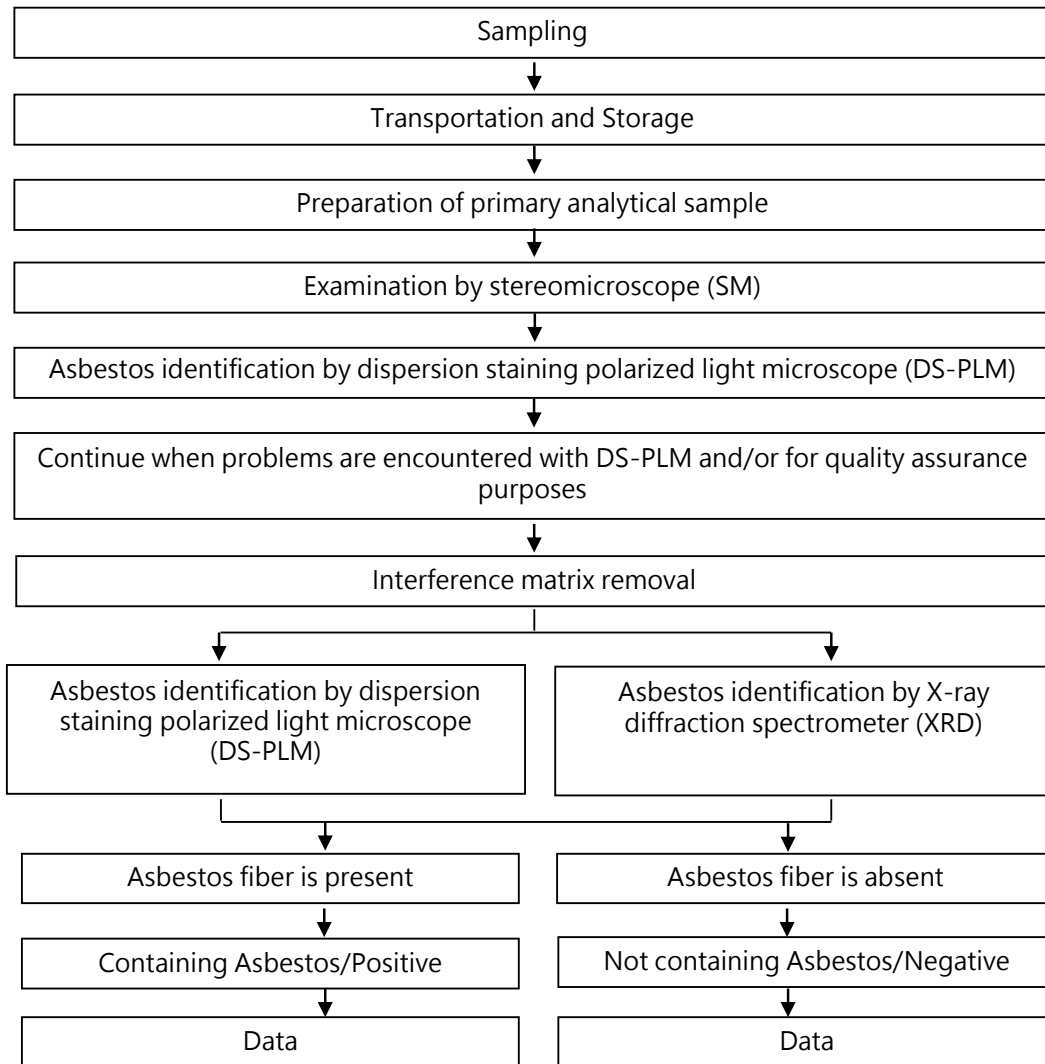 Sampling
Transportation and Storage
Preparation of primary analytical sample
Examination by stereomicroscope (SM)
Asbestos identification by dispersion staining polarized light microscope (DS-PLM)
Continue when problems are encountered with DS-PLM and/or for quality assurance
purposes
Interference matrix removal
Asbestos identification by dispersion
staining polarized light microscope
(DS-PLM)
Asbestos identification by X-ray
diffraction spectrometer (XRD)
Asbestos fiber is present
Asbestos fiber is absent
Containing Asbestos/Positive
Not containing Asbestos/Negative
Data
Data